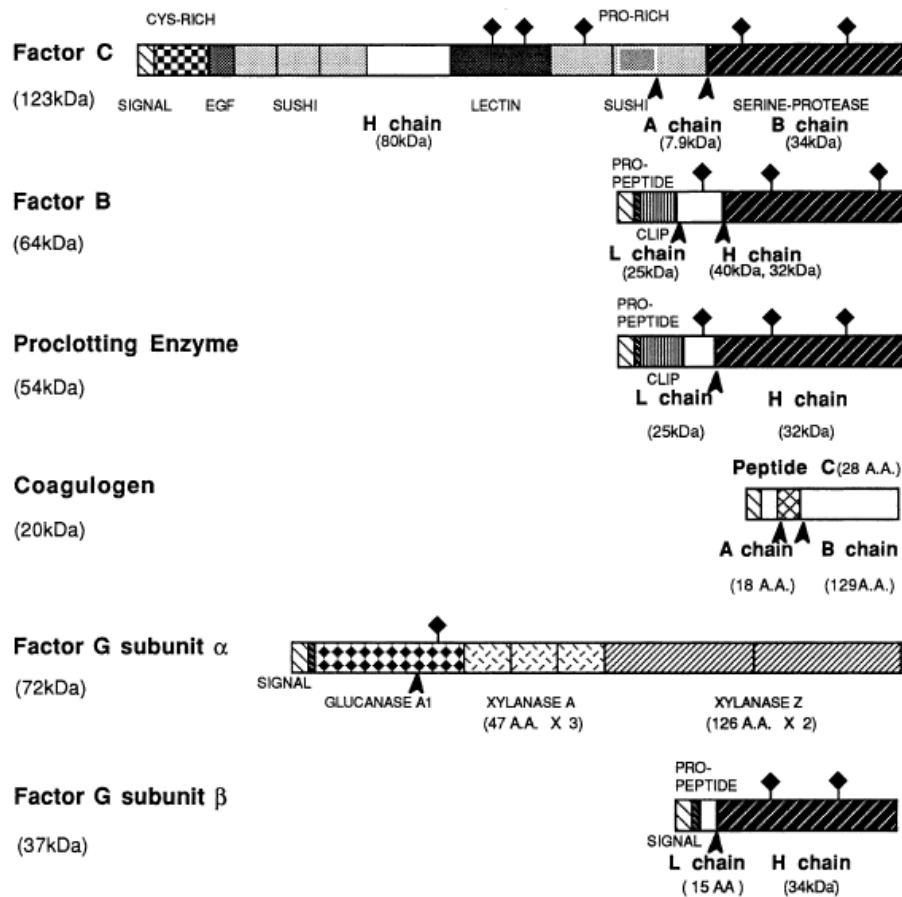 CYS-RICH PRO-RICH
Factor C
(123kDa)
SIGNAL EGF SUSHI LECTIN SUSHI SERINE-PROTEASE
H chain A chain B chain
(80kDa) (7.9kDa) (34kDa)
PRO-
PEPTIDE
Factor B
(64kDa)
CLIP
L chain H chain
(25kDa) (40kDa, 32kDa)
PRO-
PEPTIDE
Proclotting Enzyme
(54kDa)
CLIP
L chain H chain
(25kDa) (32kDa)
Coagulogen
(20kDa)
Peptide C(28 A.A.)
A chain B chain
(18 A.A.) (129A.A.)
Factor G subunit α
(72kDa)
SIGNAL
GLUCANASE A1 XYLANASE A XYLANASE Z
(47 A.A. X 3) (126 A.A. X 2)
PRO-
PEPTIDE
Factor G subunit β
(37kDa)
SIGNAL
L chain H chain
( 15 AA ) (34kDa)